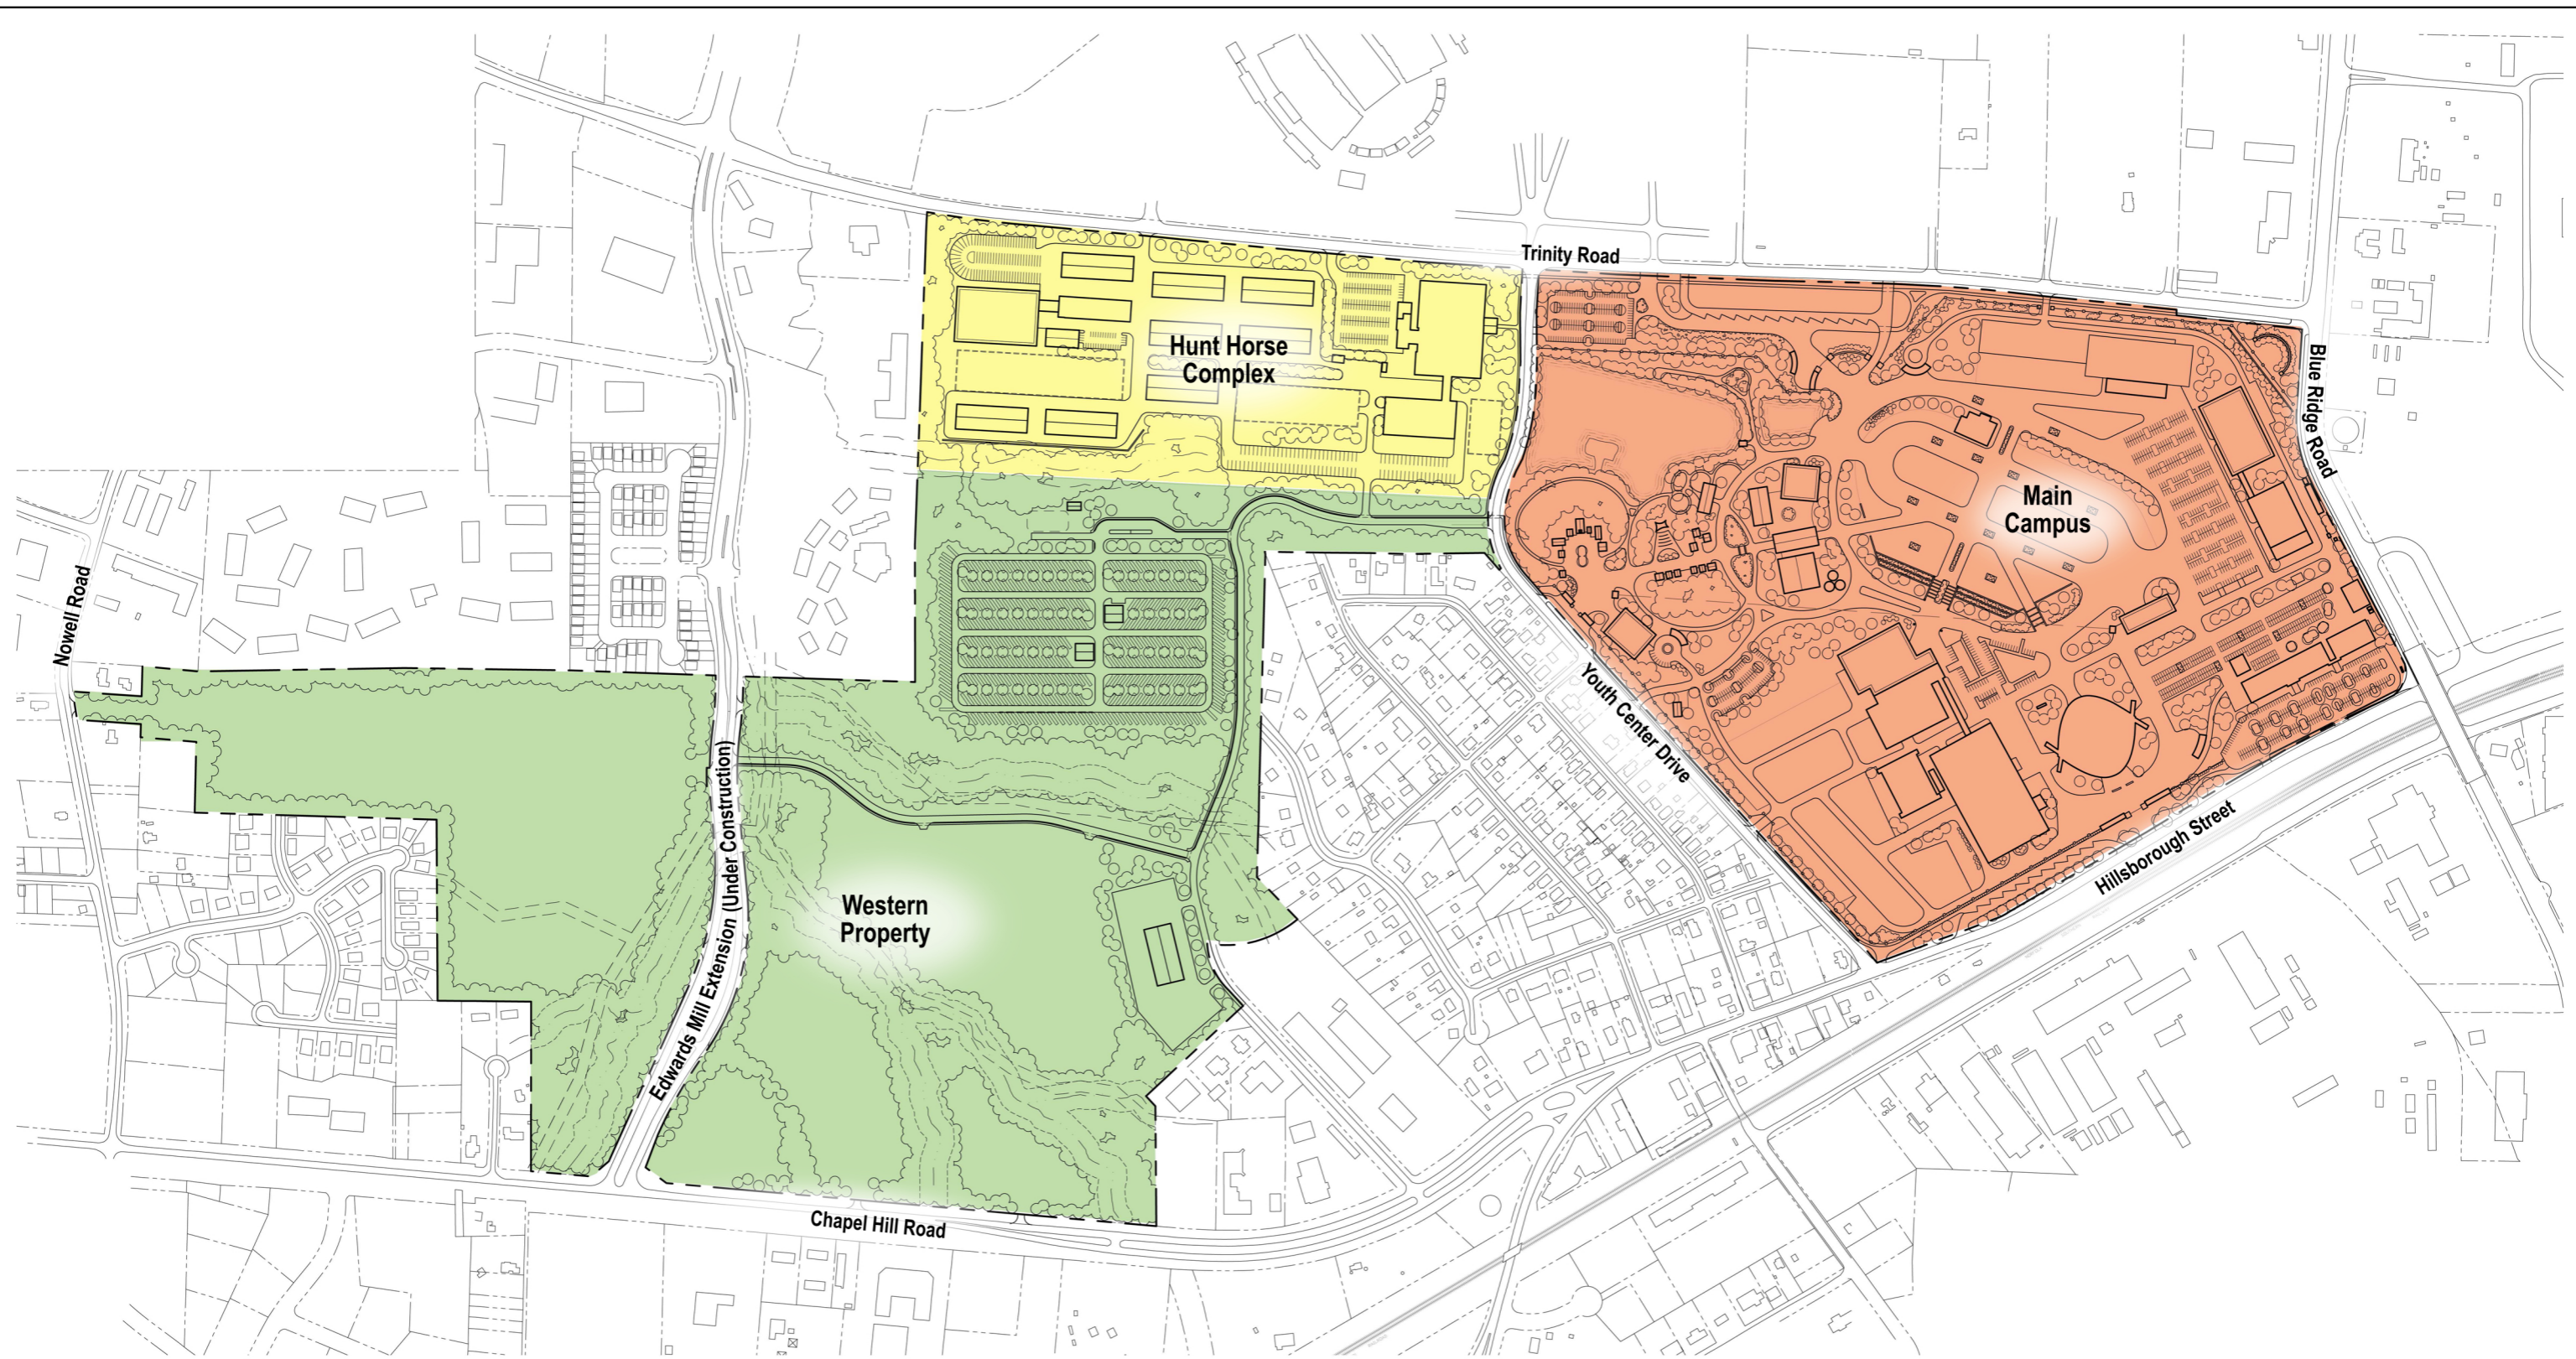 Trinity Road
Hunt Horse
Complex
Blue Ridge Road
Main
Campus
Nowell Road
Youth Center Drive
Edwards Mill Extension (Under Construction)
Hillsborough Street
Western
Property
Chapel Hill Road